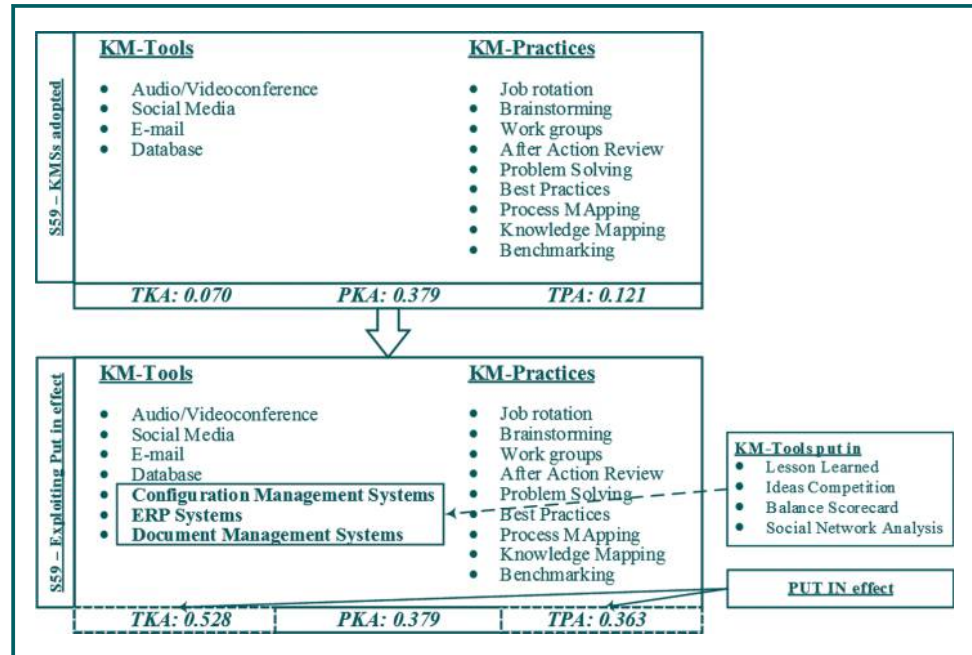 S59 – KMSs adopted
KM-Tools
Audio/Videoconference
Social Media
E-mail
Database
KM-Practices
Job rotation
Brainstorming
Work groups
After Action Review
Problem Solving
Best Practices
Process MApping
Knowledge Mapping
Benchmarking
TKA: 0.070 PKA: 0.379 TPA: 0.121
S59 – Exploiting Put in effect
KM-Tools
Audio/Videoconference
Social Media
E-mail
Database
Configuration Management Systems
ERP Systems
Document Management Systems
KM-Practices
Job rotation
Brainstorming
Work groups
After Action Review
Problem Solving
Best Practices
Process MApping
Knowledge Mapping
Benchmarking
TKA: 0.528 PKA: 0.379 TPA: 0.363
KM-Tools put in
Lesson Learned
Ideas Competition
Balance Scorecard
Social Network Analysis
PUT IN effect